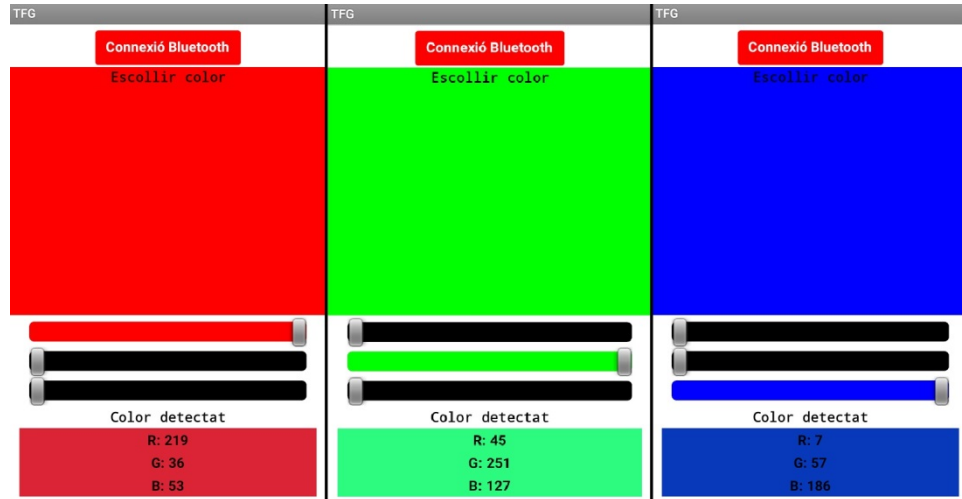 TFG
Connexió Bluetooth
Escollir color
Color detectat
R: 219
G: 36
B: 53
TFG
Connexió Bluetooth
Escollir color
Color detectat
R: 45
G: 251
B: 127
TFG
Connexió Bluetooth
Escollir color
Color detectat
R: 7
G: 57
B: 186